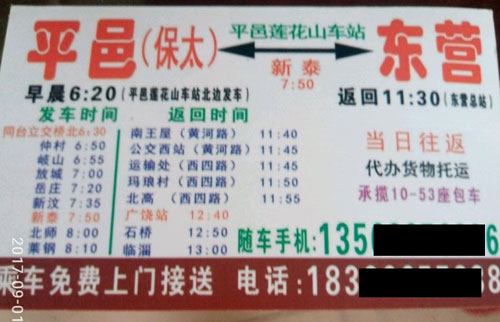 平邑(保太) 平邑莲花山车站 东营
新泰
7:50
早晨6:20(平邑莲花山车站北边发车) 返回11:30(东营总站)
发车时间 返回时间
同台立交桥北6:30 南王屋(黄河路) 11:40
仲村 6:50 公交西站(黄河路) 11:45
岐山 6:55 运输处(西四路) 11:50
放城 7:00 玛琅村(西四路) 11:50
岳庄 7:20 北高(西四路) 11:55
新汶 7:35 广饶站 12:40
新泰 7:50 石桥 12:50
北师 8:00 临淄 13:00
莱钢 8:10
当日往返
代办货物托运
承揽10-53座包车
随车手机:135
乘车免费上门接送 电话:183
2017-09-01